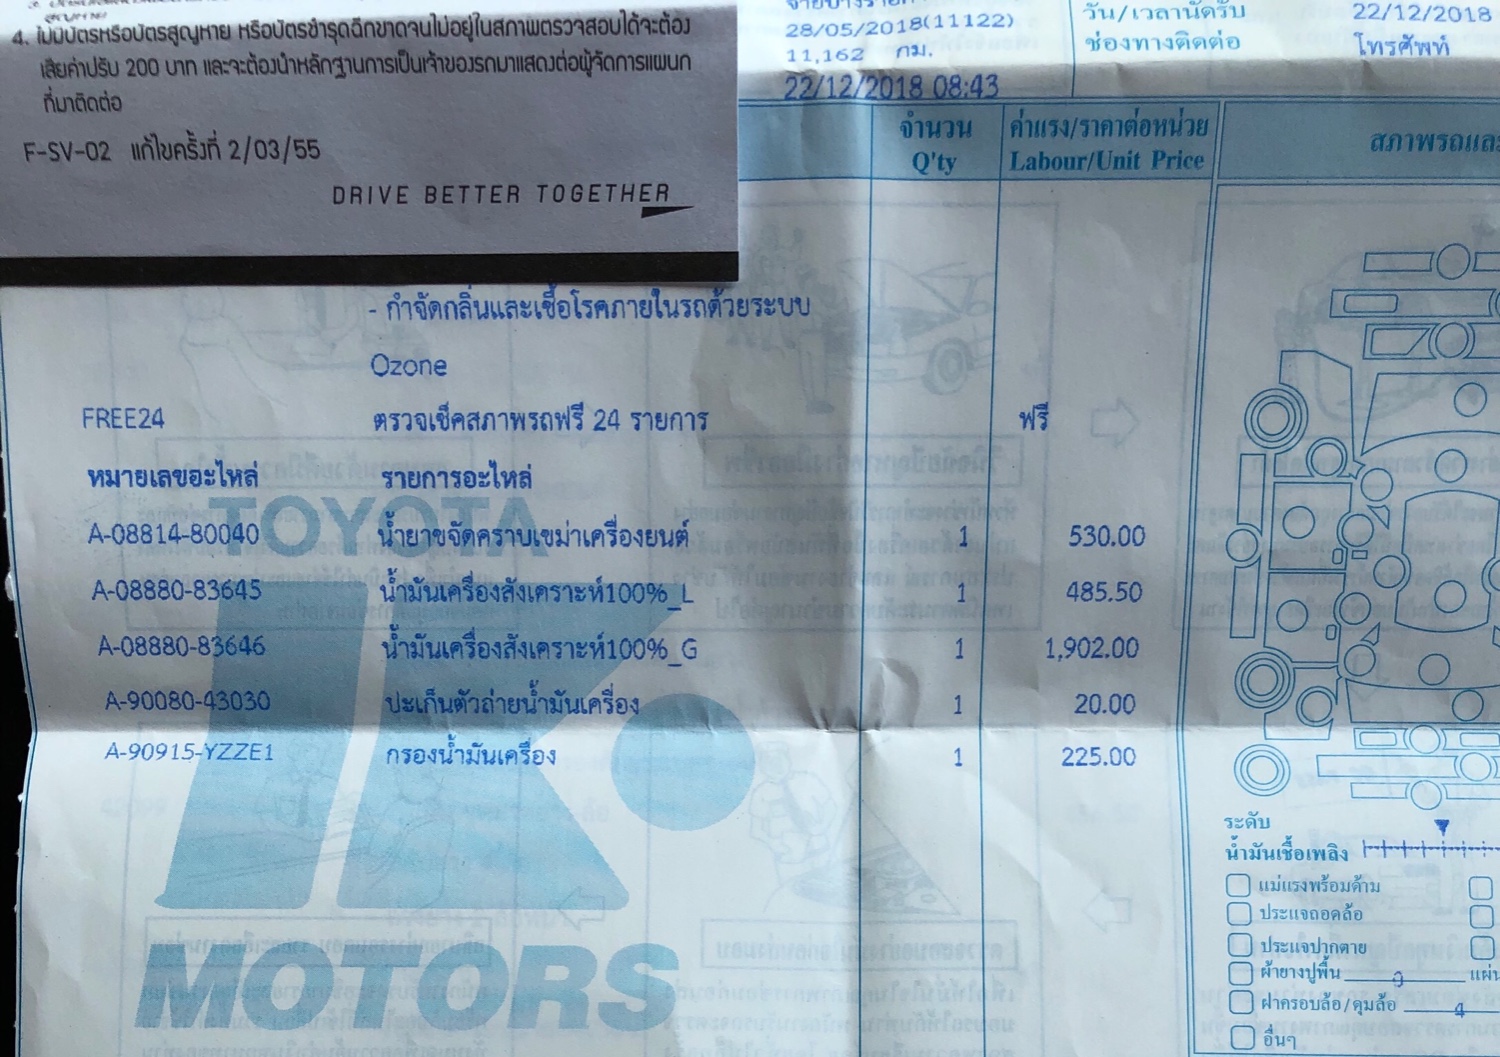 4. ไม่มีบัตรหรือบัตรสูญหาย หรือบัตรชำรุดฉีกขาดจนไม่อยู่ในสภาพตรวจสอบได้จะต้อง
เสียค่าปรับ 200 บาท และจะต้องนำหลักฐานการเป็นเจ้าของรถมาแสดงต่อผู้จัดการแผนก
ที่มาติดต่อ
F-SV-02 แก้ไขครั้งที่ 2/03/55
DRIVE BETTER TOGETHER
28/05/2018(11122)
11,162 กม.
22/12/2018 08:43
วัน/เวลานัดรับ 22/12/2018
ช่องทางติดต่อ โทรศัพท์
จำนวน ค่าแรง/ราคาต่อหน่วย
Q'ty Labour/Unit Price
สภาพรถและ
- กำจัดกลิ่นและเชื้อโรคภายในรถด้วยระบบ
Ozone
FREE24 ตรวจเช็คสภาพรถฟรี 24 รายการ ฟรี
หมายเลขอะไหล่ รายการอะไหล่
TOYOTA
A-08814-80040 น้ำยาขจัดคราบเขม่าเครื่องยนต์ 1 530.00
A-08880-83645 น้ำมันเครื่องสังเคราะห์100%_L 1 485.50
A-08880-83646 น้ำมันเครื่องสังเคราะห์100%_G 1 1,902.00
A-90080-43030 ปะเก็นตัวถ่ายน้ำมันเครื่อง 1 20.00
A-90915-YZZE1 กรองน้ำมันเครื่อง 1 225.00
TK.
MOTORS
ระดับ
น้ำมันเชื้อเพลิง
แม่แรงพร้อมด้าม
ประแจถอดล้อ
ประแจปากตาย
ผ้ายางปูพื้น แผ่น
ฝาครอบล้อ/ดุมล้อ 4
อื่นๆ